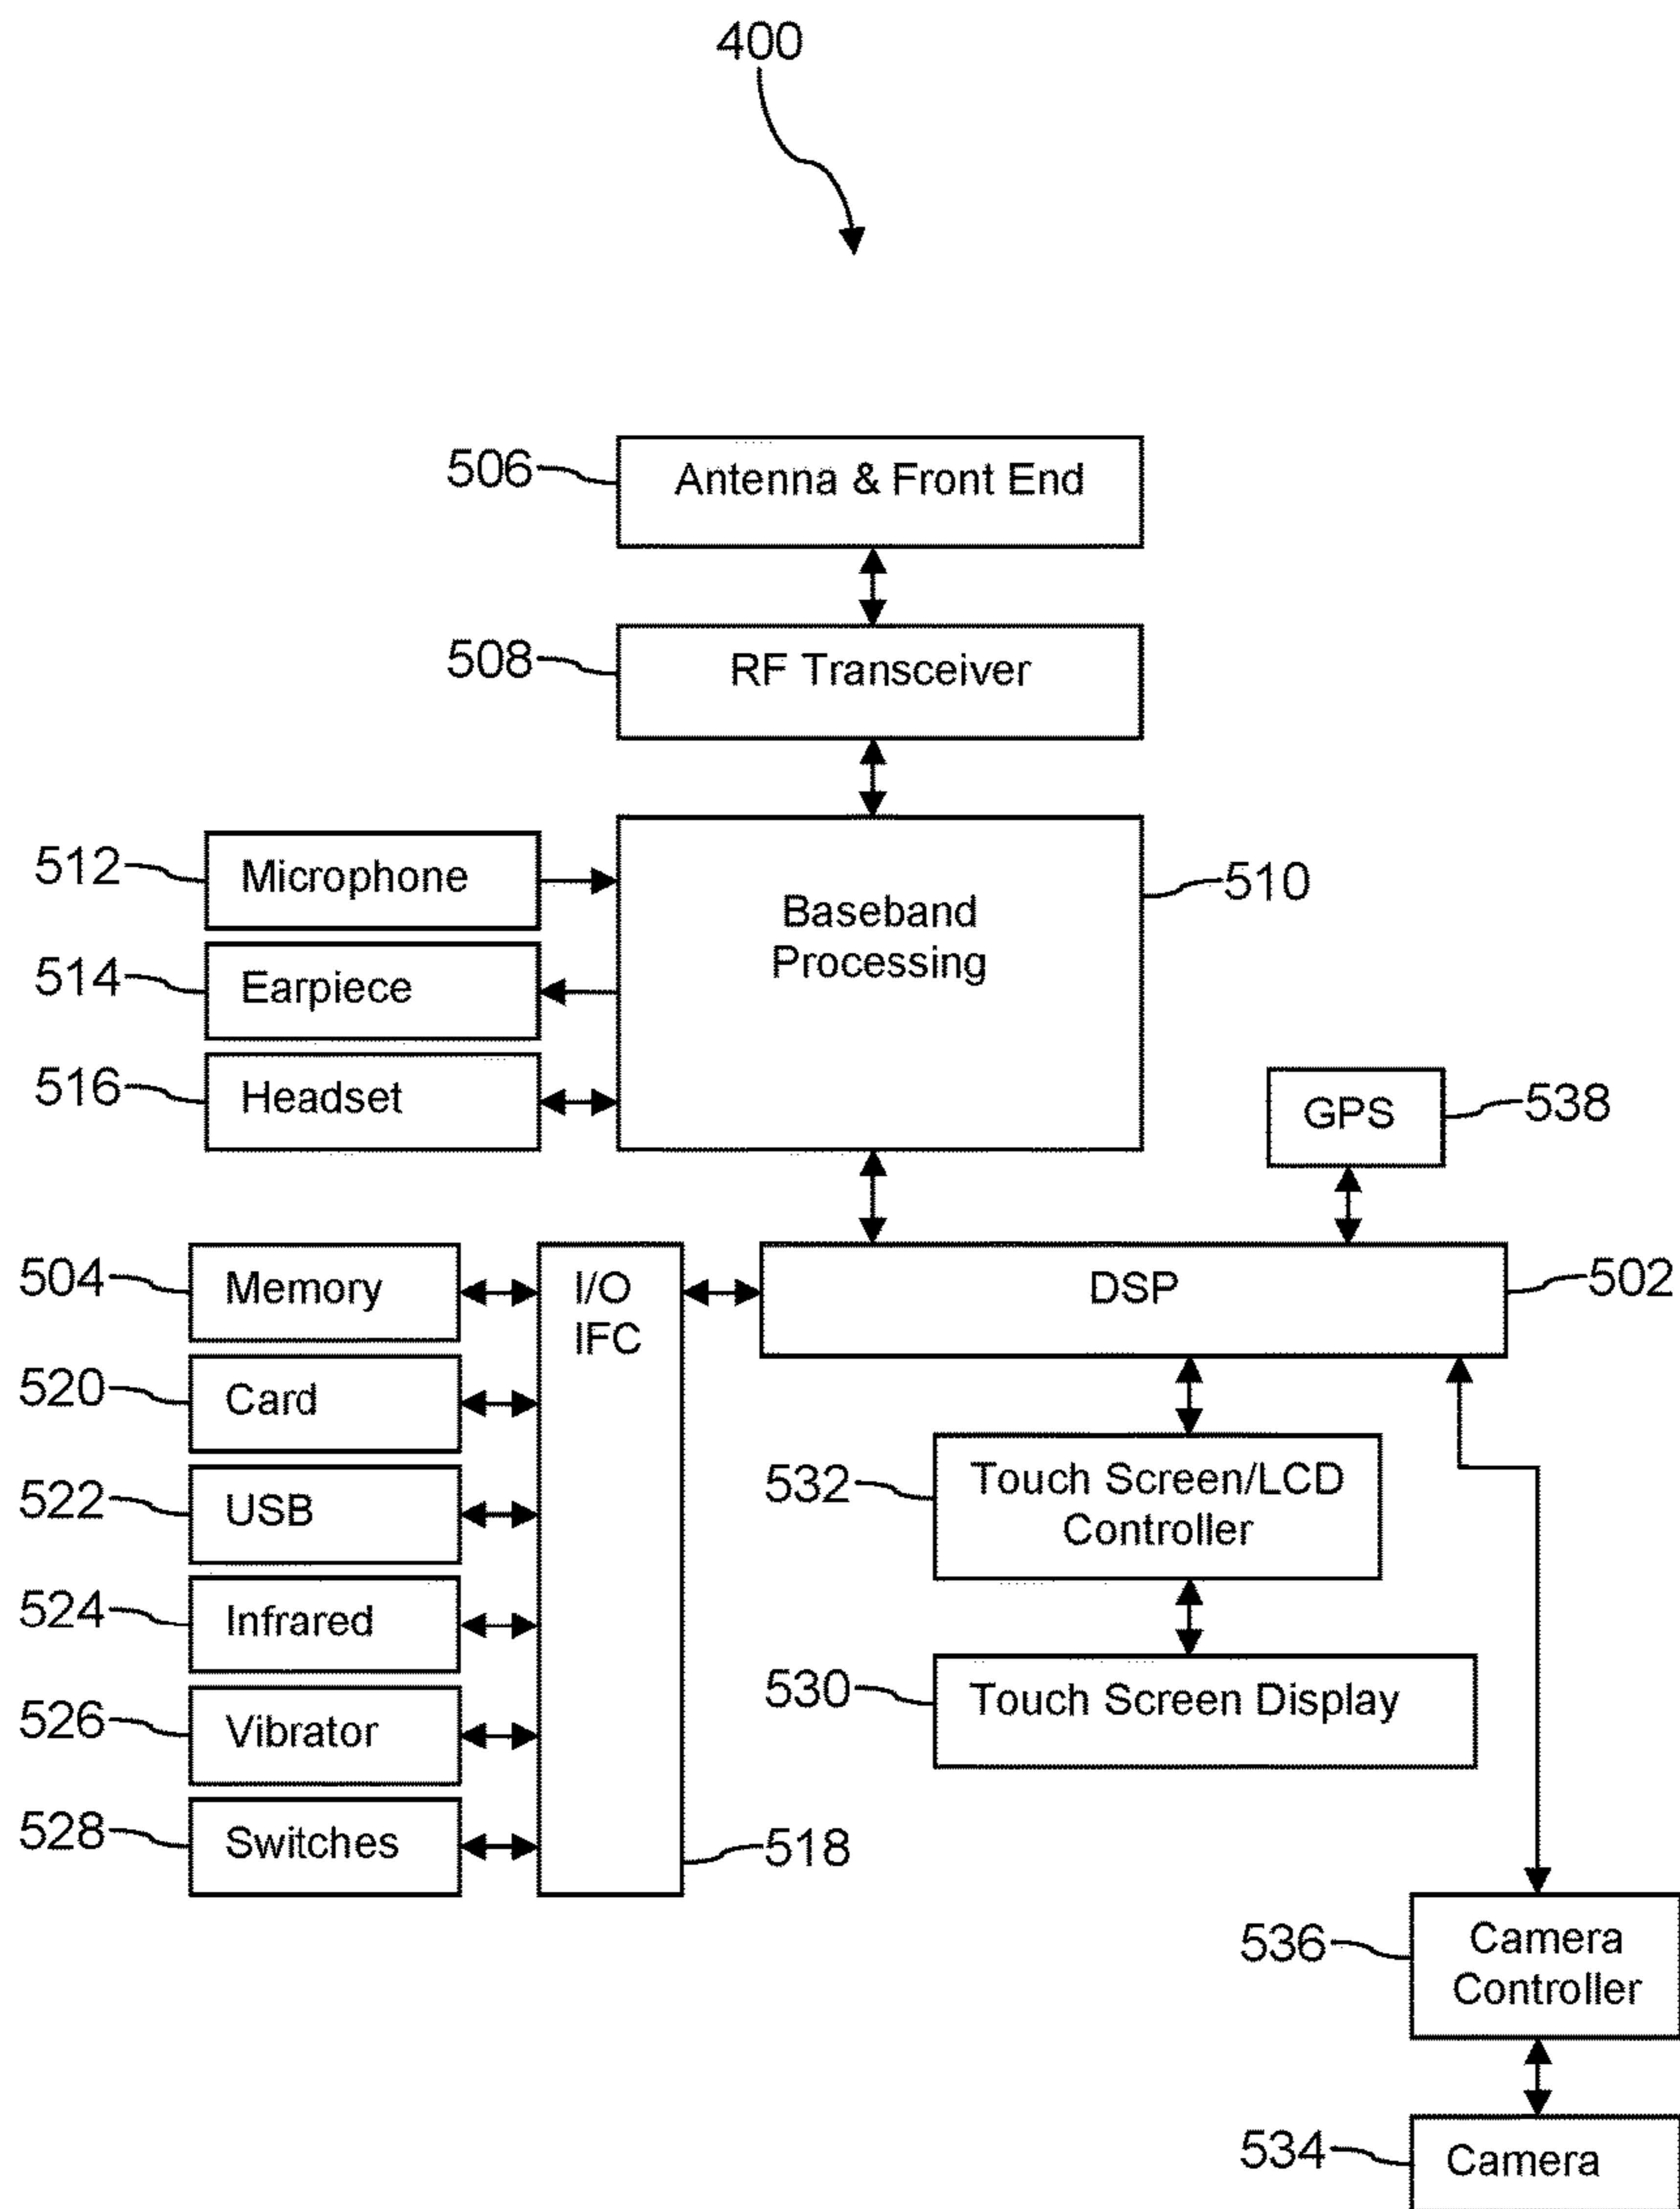 400
506
Antenna & Front End
508
RF Transceiver
512
Microphone
Baseband
Processing
510
514
Earpiece
516
Headset
GPS
538
504
Memory
I/O
IFC
DSP
502
520
Card
522
USB
532
Touch Screen/LCD
Controller
524
Infrared
530
Touch Screen Display
526
Vibrator
528
Switches
518
536
Camera
Controller
534
Camera